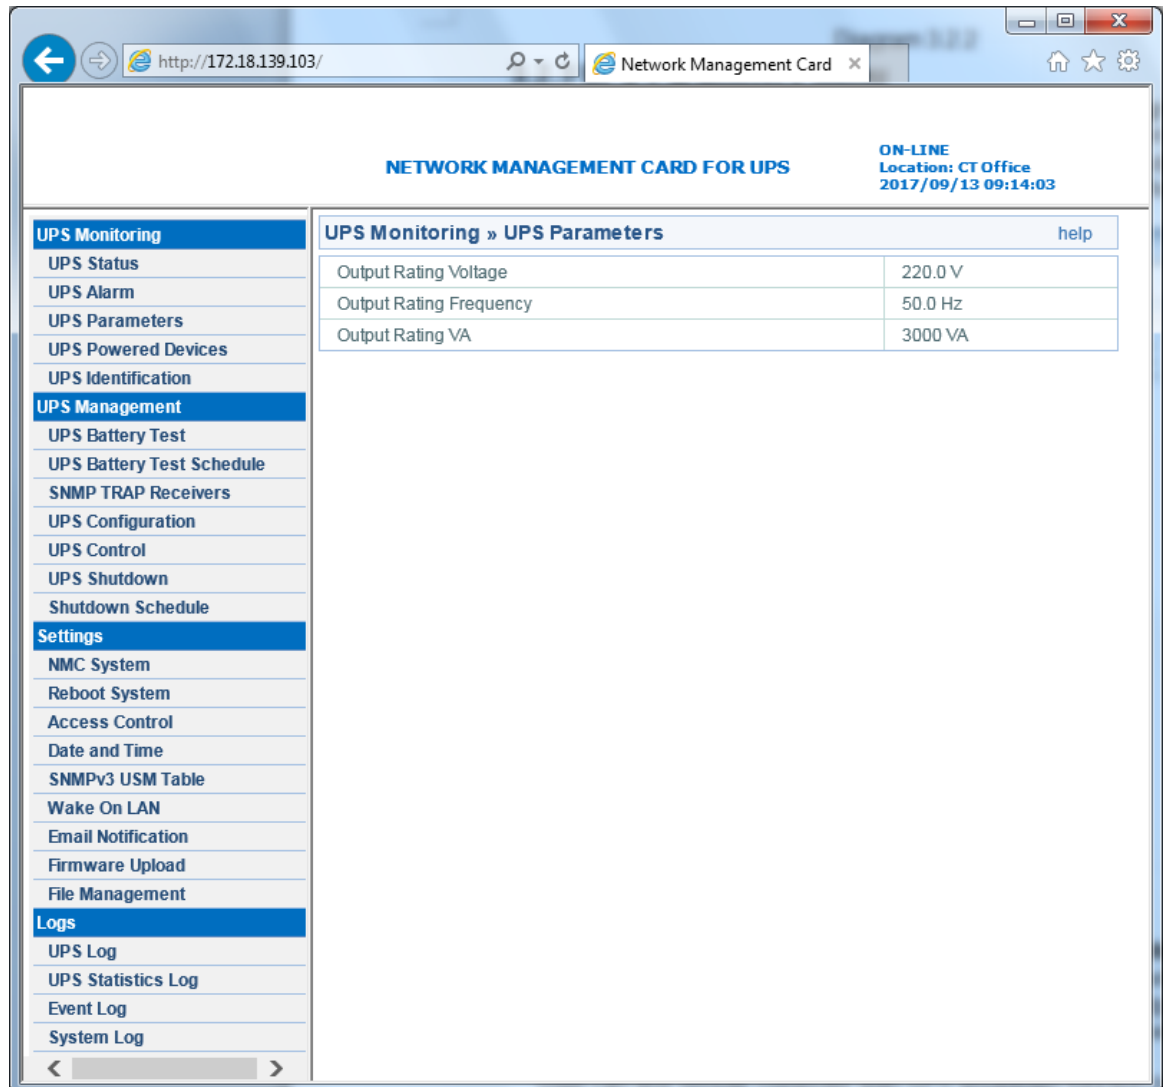 Diagram 3.2.2
http://172.18.139.103/
Network Management Card
NETWORK MANAGEMENT CARD FOR UPS
ON-LINE
Location: CT Office
2017/09/13 09:14:03
UPS Monitoring
UPS Status
UPS Alarm
UPS Parameters
UPS Powered Devices
UPS Identification
UPS Management
UPS Battery Test
UPS Battery Test Schedule
SNMP TRAP Receivers
UPS Configuration
UPS Control
UPS Shutdown
Shutdown Schedule
Settings
NMC System
Reboot System
Access Control
Date and Time
SNMPv3 USM Table
Wake On LAN
Email Notification
Firmware Upload
File Management
Logs
UPS Log
UPS Statistics Log
Event Log
System Log
UPS Monitoring » UPS Parameters help
Output Rating Voltage 220.0 V
Output Rating Frequency 50.0 Hz
Output Rating VA 3000 VA